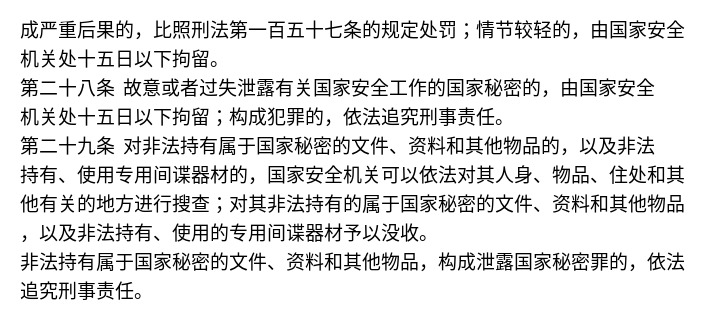 成严重后果的，比照刑法第一百五十七条的规定处罚；情节较轻的，由国家安全
机关处十五日以下拘留。
第二十八条 故意或者过失泄露有关国家安全工作的国家秘密的，由国家安全
机关处十五日以下拘留；构成犯罪的，依法追究刑事责任。
第二十九条 对非法持有属于国家秘密的文件、资料和其他物品的，以及非法
持有、使用专用间谍器材的，国家安全机关可以依法对其人身、物品、住处和其
他有关的地方进行搜查；对其非法持有的属于国家秘密的文件、资料和其他物品
，以及非法持有、使用的专用间谍器材予以没收。
非法持有属于国家秘密的文件、资料和其他物品，构成泄露国家秘密罪的，依法
追究刑事责任。